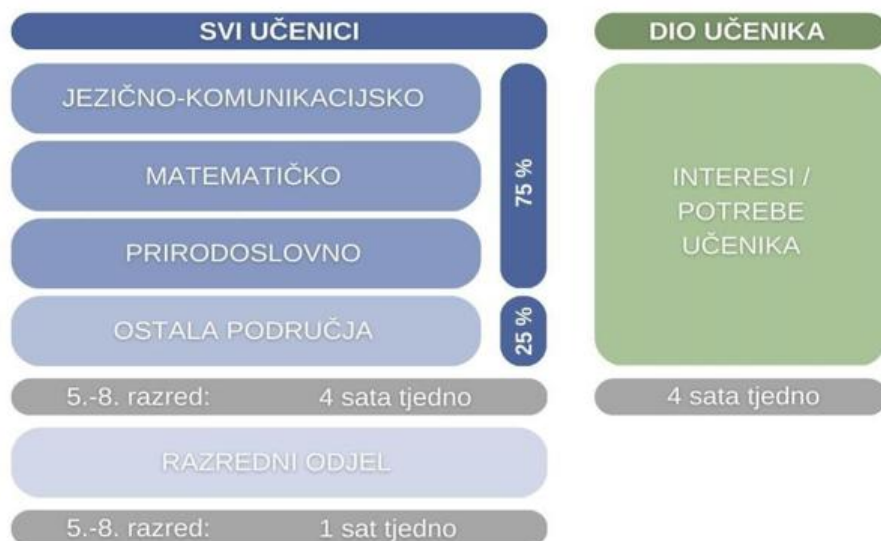 SVI UČENICI
JEZIČNO-KOMUNIKACIJSKO
MATEMATIČKO
PRIRODOSLOVNO
75 %
OSTALA PODRUČJA
25 %
5.-8. razred: 4 sata tjedno
RAZREDNI ODJEL
5.-8. razred: 1 sat tjedno
DIO UČENIKA
INTERESI /
POTREBE
UČENIKA
4 sata tjedno